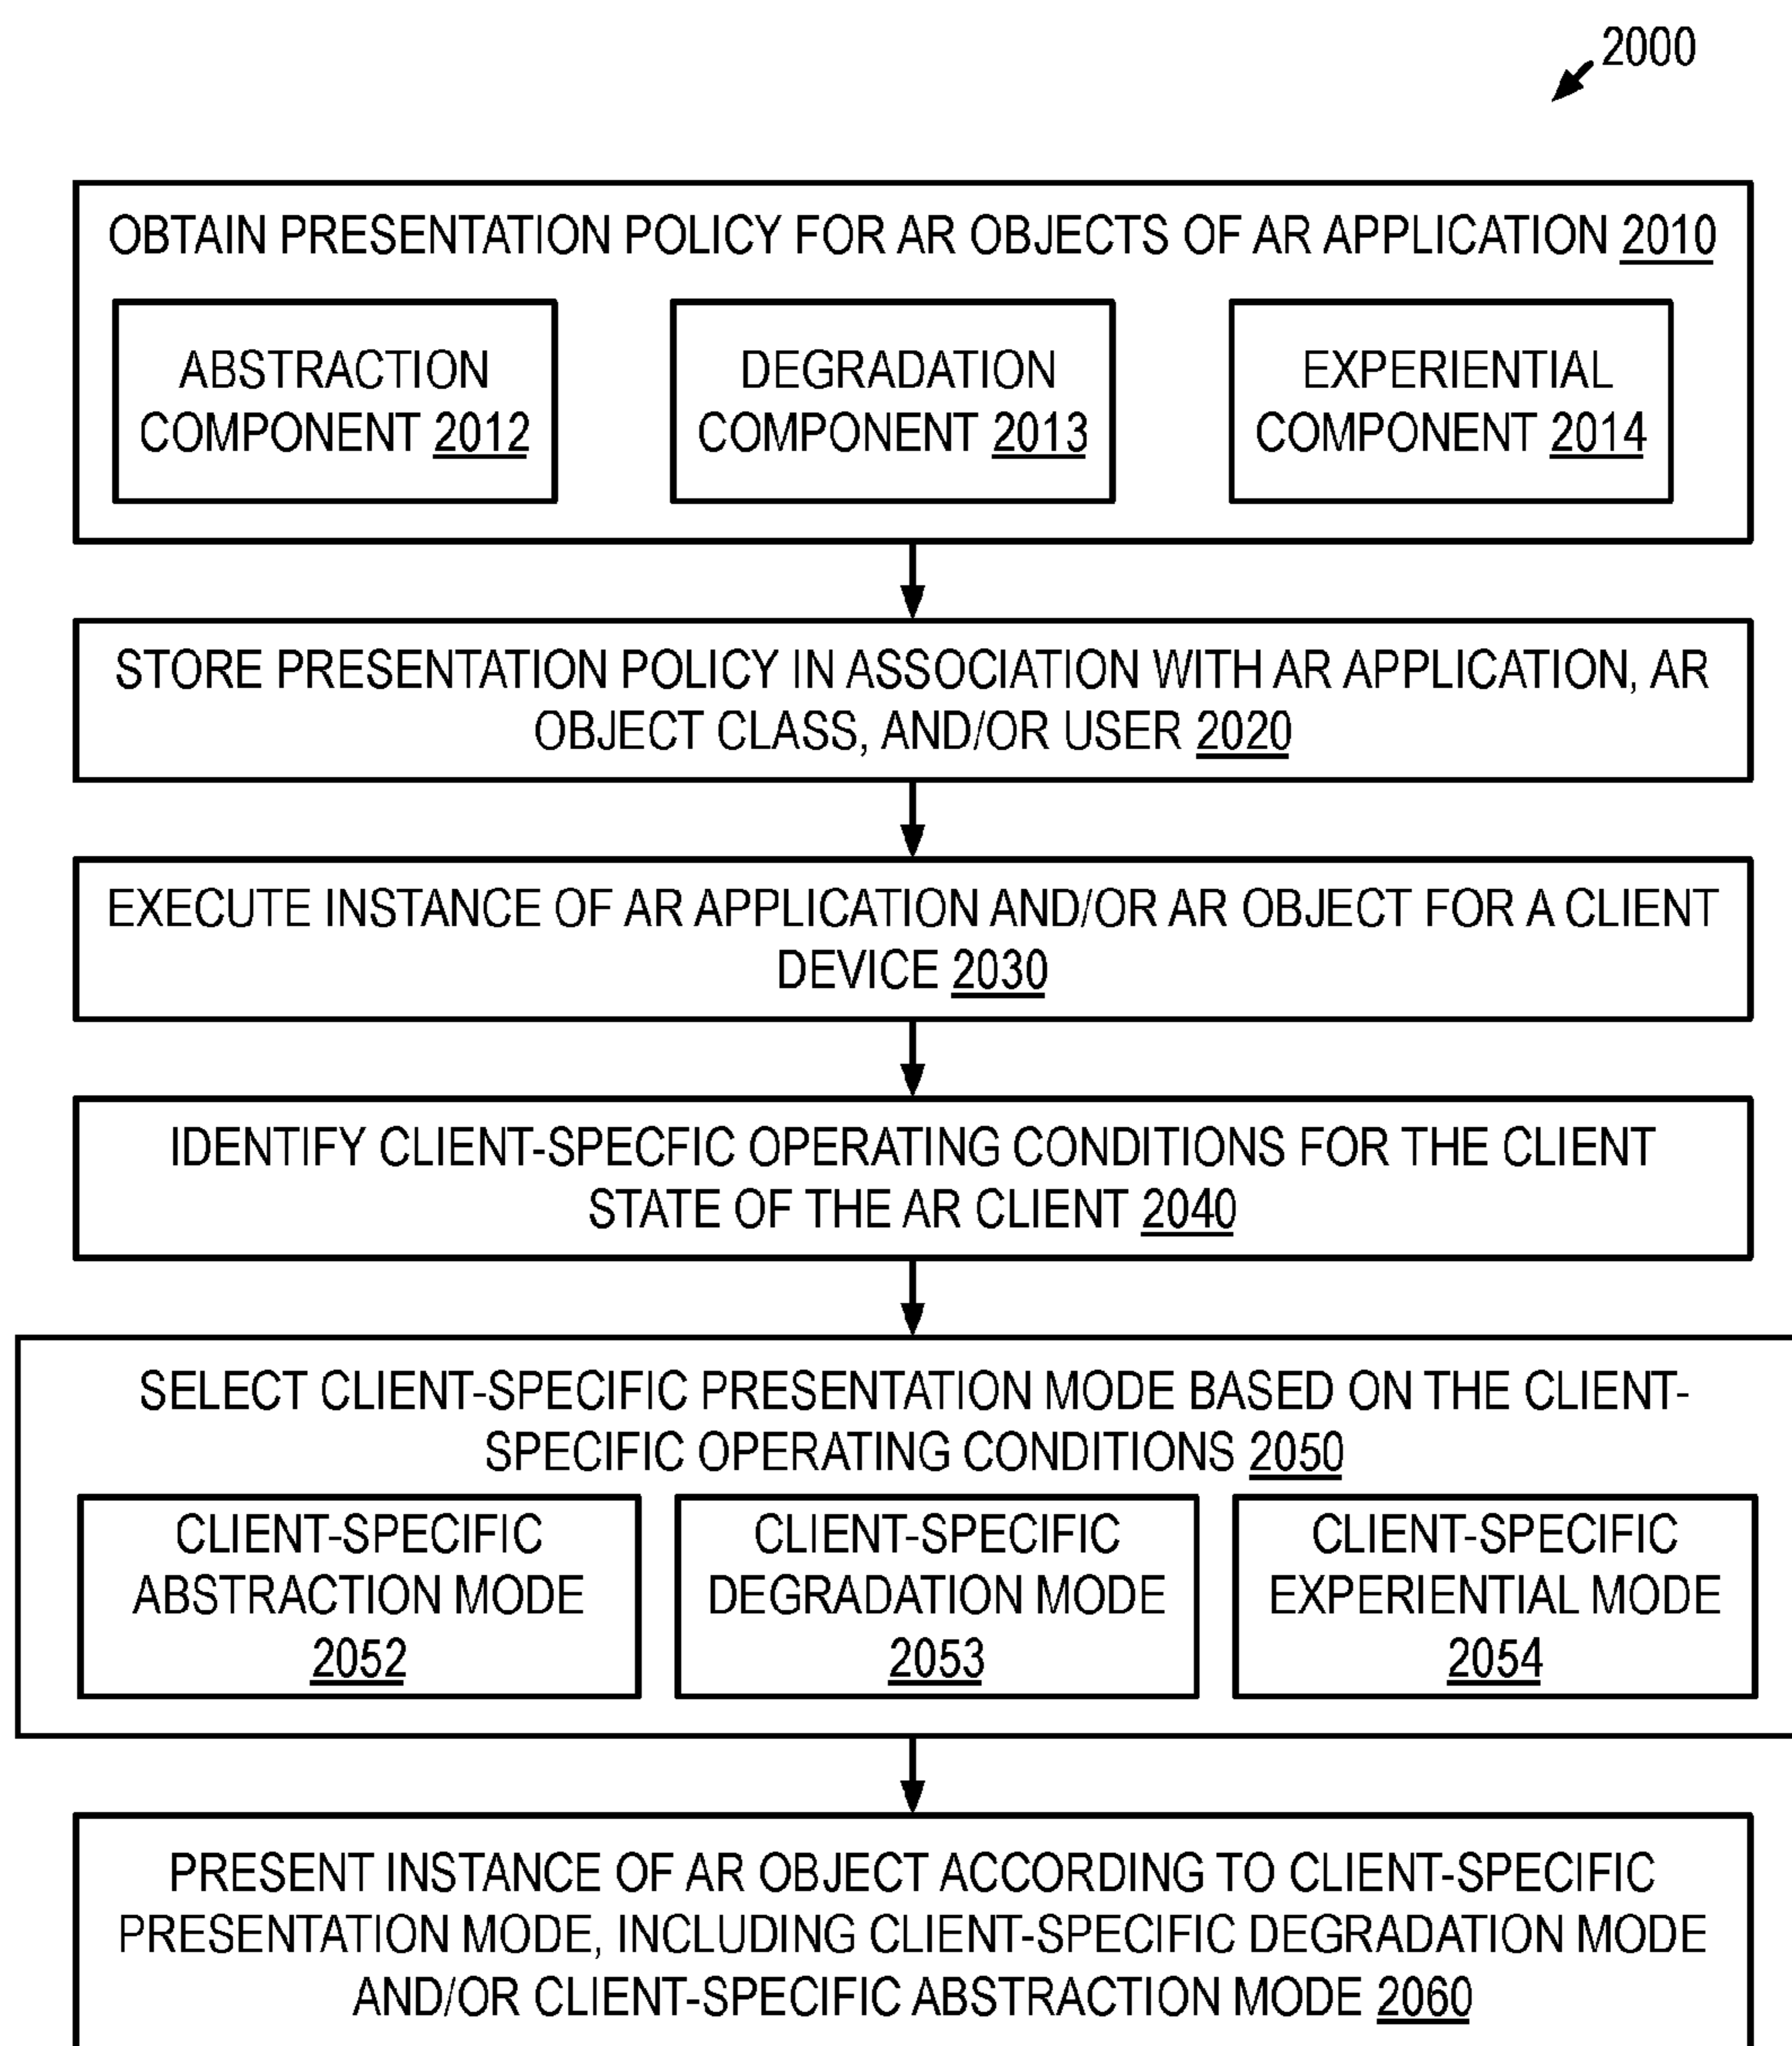 2000
OBTAIN PRESENTATION POLICY FOR AR OBJECTS OF AR APPLICATION 2010
ABSTRACTION
COMPONENT 2012
DEGRADATION
COMPONENT 2013
EXPERIENTIAL
COMPONENT 2014
STORE PRESENTATION POLICY IN ASSOCIATION WITH AR APPLICATION, AR
OBJECT CLASS, AND/OR USER 2020
EXECUTE INSTANCE OF AR APPLICATION AND/OR AR OBJECT FOR A CLIENT
DEVICE 2030
IDENTIFY CLIENT-SPECFIC OPERATING CONDITIONS FOR THE CLIENT
STATE OF THE AR CLIENT 2040
SELECT CLIENT-SPECIFIC PRESENTATION MODE BASED ON THE CLIENT-
SPECIFIC OPERATING CONDITIONS 2050
CLIENT-SPECIFIC
ABSTRACTION MODE
2052
CLIENT-SPECIFIC
DEGRADATION MODE
2053
CLIENT-SPECIFIC
EXPERIENTIAL MODE
2054
PRESENT INSTANCE OF AR OBJECT ACCORDING TO CLIENT-SPECIFIC
PRESENTATION MODE, INCLUDING CLIENT-SPECIFIC DEGRADATION MODE
AND/OR CLIENT-SPECIFIC ABSTRACTION MODE 2060